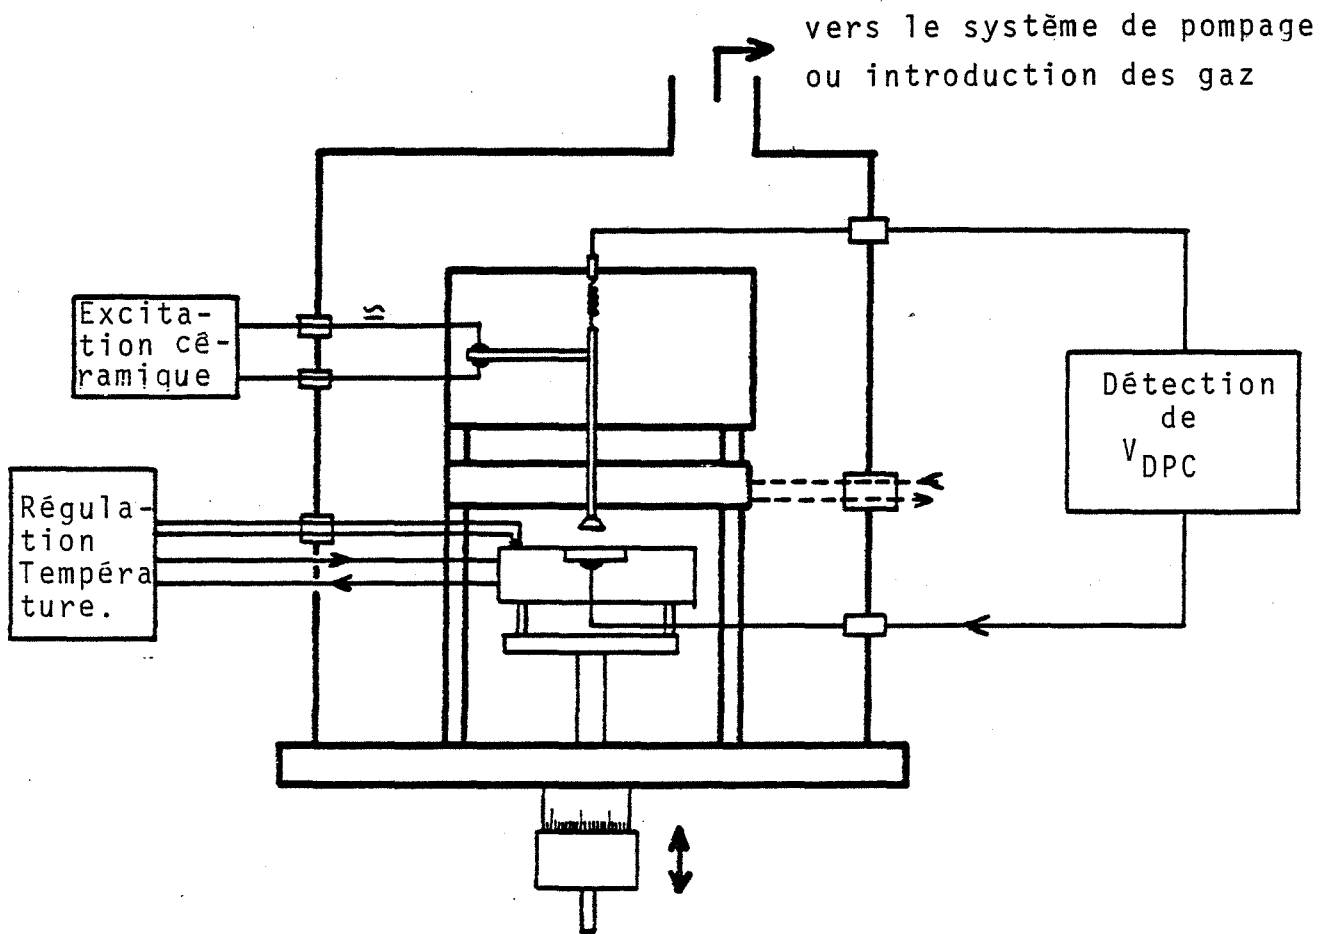 vers le système de pompage
ou introduction des gaz
Excita-
tion cé-
ramique
Détection
de
VDPC
Régula-
tion
Tempéra
ture.